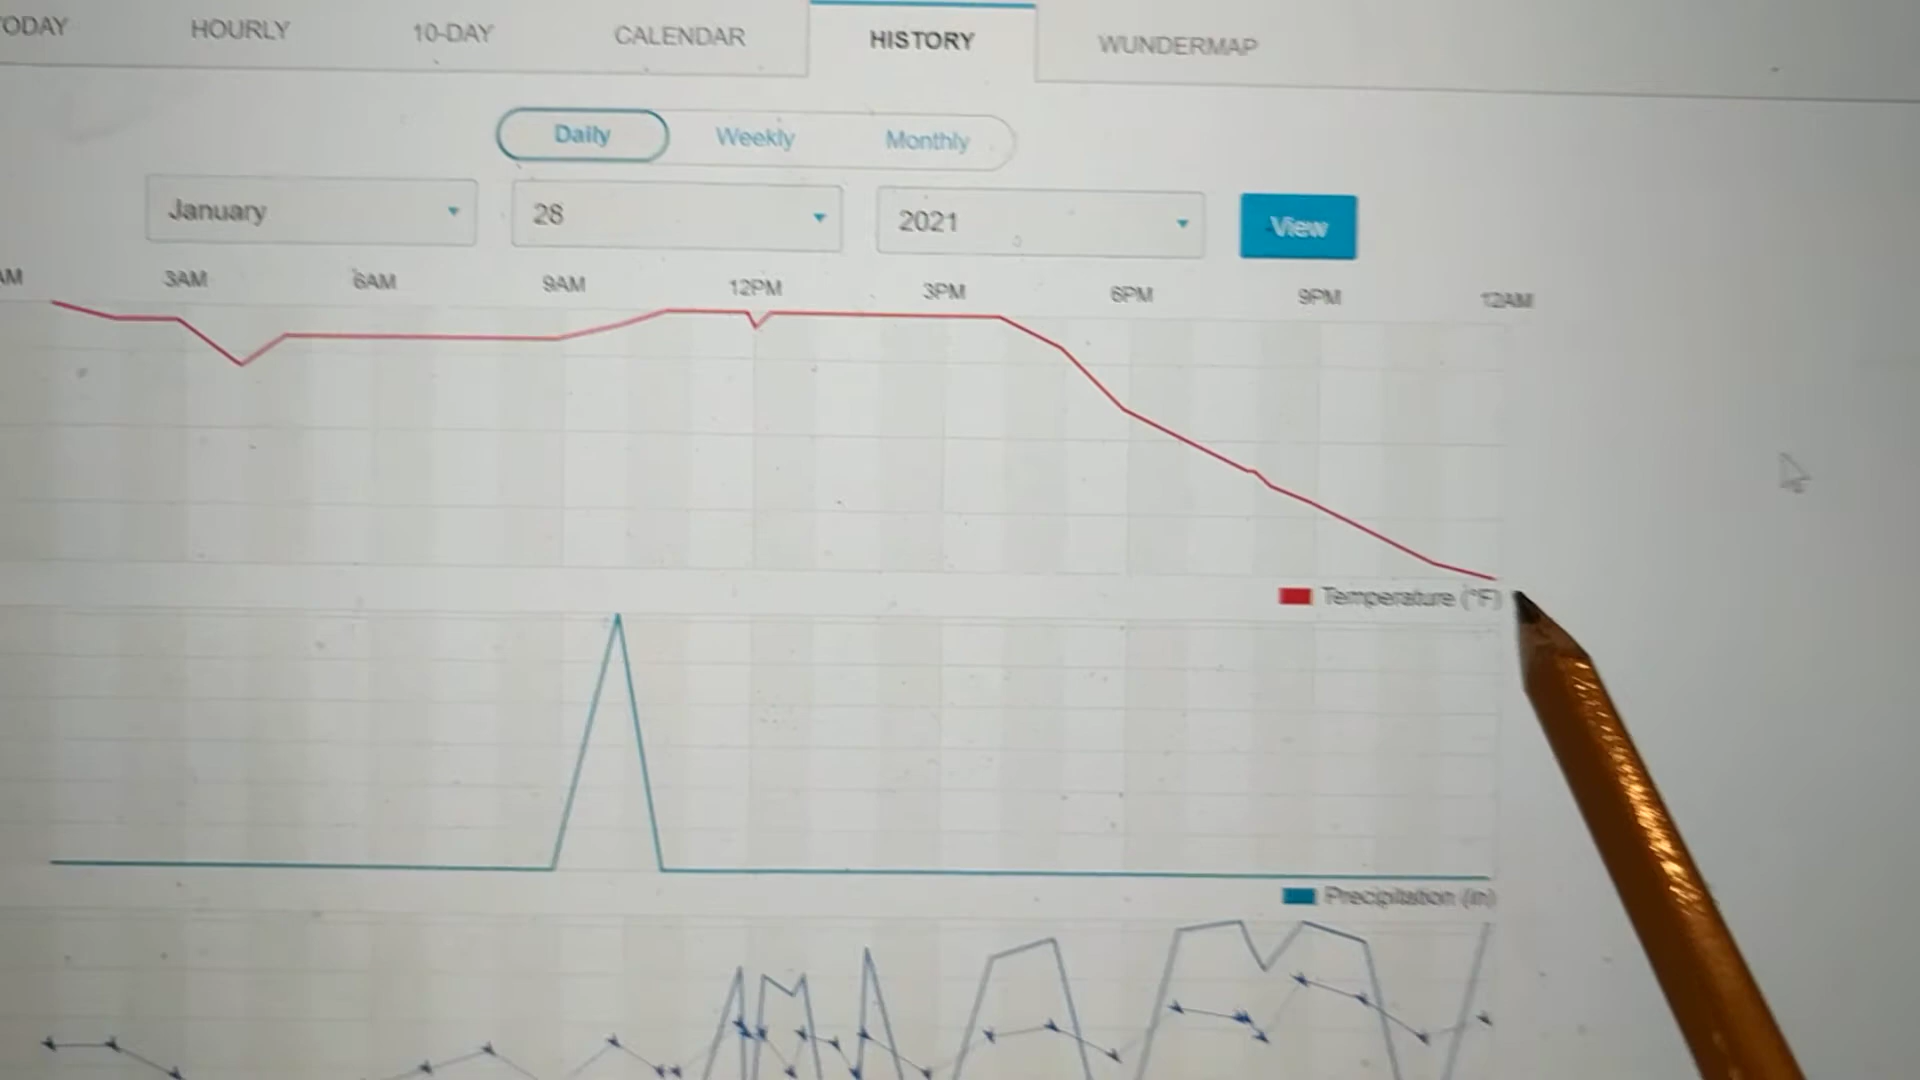 TODAY HOURLY 10-DAY CALENDAR HISTORY WUNDERMAP
Daily Weekly Monthly
January 28 2021 View
AM 3AM 6AM 9AM 12PM 3PM 6PM 9PM 12AM
Temperature (°F)
Precipitation (in)